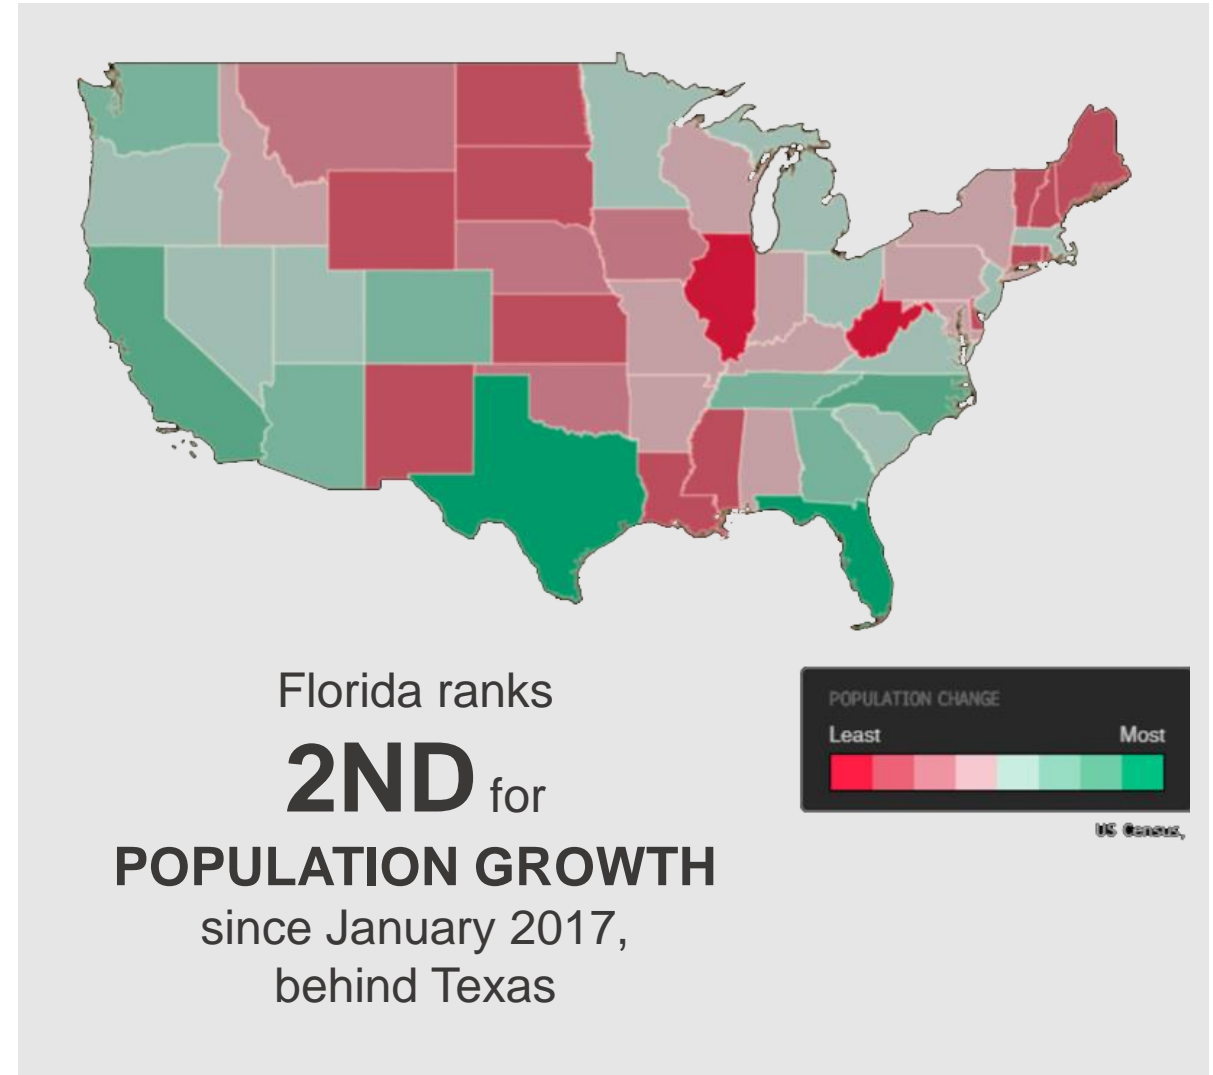 Florida ranks
2ND for
POPULATION GROWTH
since January 2017,
behind Texas
POPULATION CHANGE
Least Most
US Census,